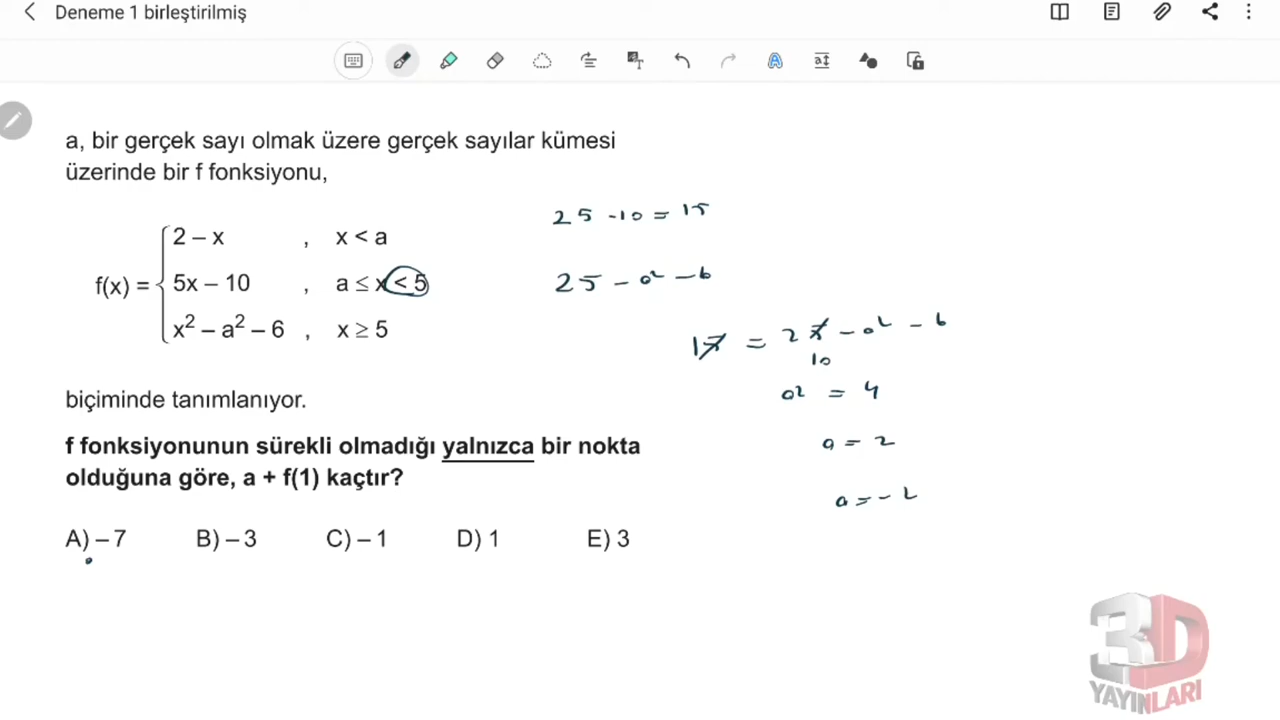 Deneme 1 birleştirilmiş
a, bir gerçek sayı olmak üzere gerçek sayılar kümesi
üzerinde bir f fonksiyonu,
2 – x , x < a
f(x) = 5x – 10 , a ≤ x < 5
x² – a² – 6 , x ≥ 5
biçiminde tanımlanıyor.
f fonksiyonunun sürekli olmadığı yalnızca bir nokta
olduğuna göre, a + f(1) kaçtır?
A) – 7 B) – 3 C) – 1 D) 1 E) 3
25 - 10 = 15
25 - a² - 6
15 = 25 - a² - 6
10
a² = 4
a = 2
a = - 2
3D
YAYINLARI